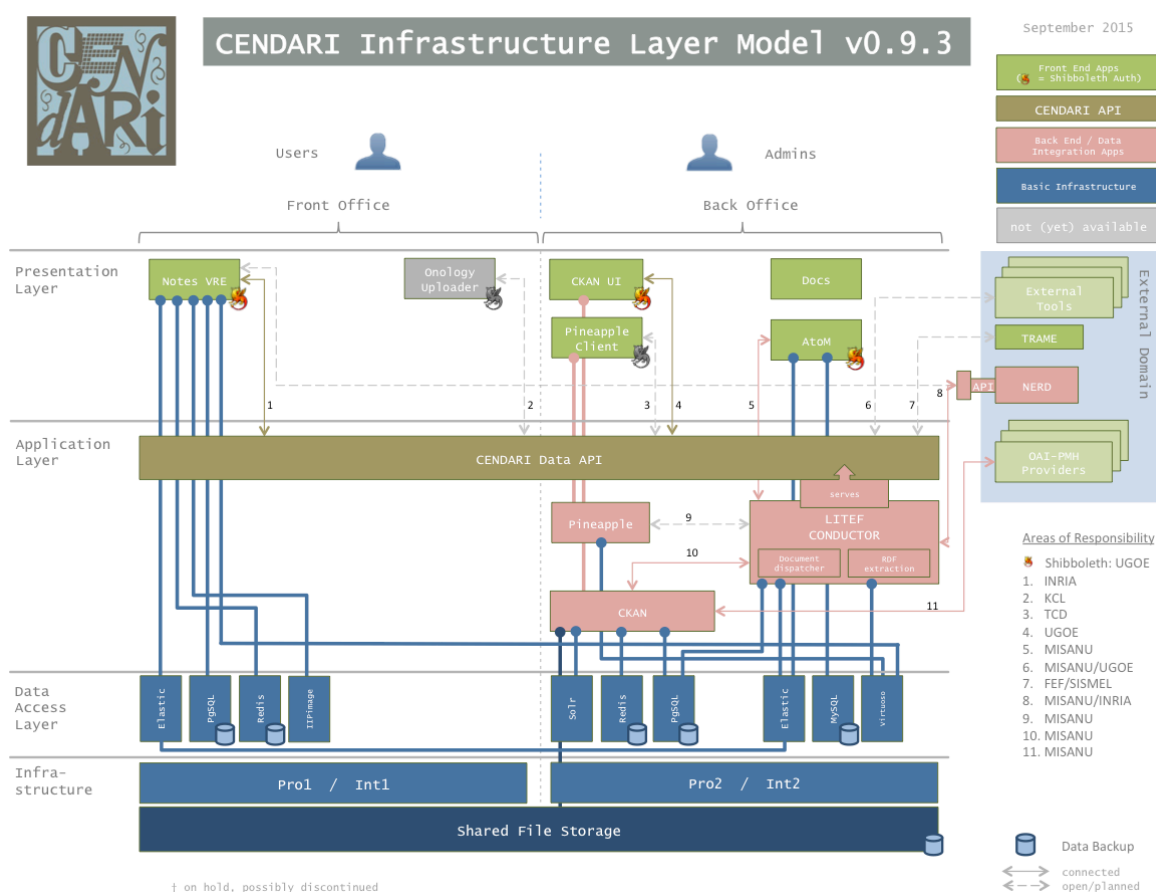 CENDARI
CENDARI Infrastructure Layer Model v0.9.3
September 2015
Front End Apps
( = Shibboleth Auth)
CENDARI API
Back End / Data
Integration Apps
Basic Infrastructure
not (yet) available
Users
Admins
Front Office
Back Office
Presentation
Layer
Notes VRE
Onology
Uploader
CKAN UI
Docs
Pineapple
Client
AtoM
External
Tools
TRAME
API
NERD
OAI-PMH
Providers
External Domain
1
2
3
4
5
6
7
8
Application
Layer
CENDARI Data API
serves
Pineapple
9
LITEF
CONDUCTOR
Document
dispatcher
RDF
extraction
10
CKAN
11
Data
Access
Layer
Elastic
PgSQL
Redis
IIPimage
Solr
Redis
PgSQL
Elastic
MySQL
Virtuoso
Infra-
structure
Pro1 / Int1
Pro2 / Int2
Shared File Storage
Areas of Responsibility
Shibboleth: UGOE
1. INRIA
2. KCL
3. TCD
4. UGOE
5. MISANU
6. MISANU/UGOE
7. FEF/SISMEL
8. MISANU/INRIA
9. MISANU
10. MISANU
11. MISANU
Data Backup
connected
open/planned
† on hold, possibly discontinued